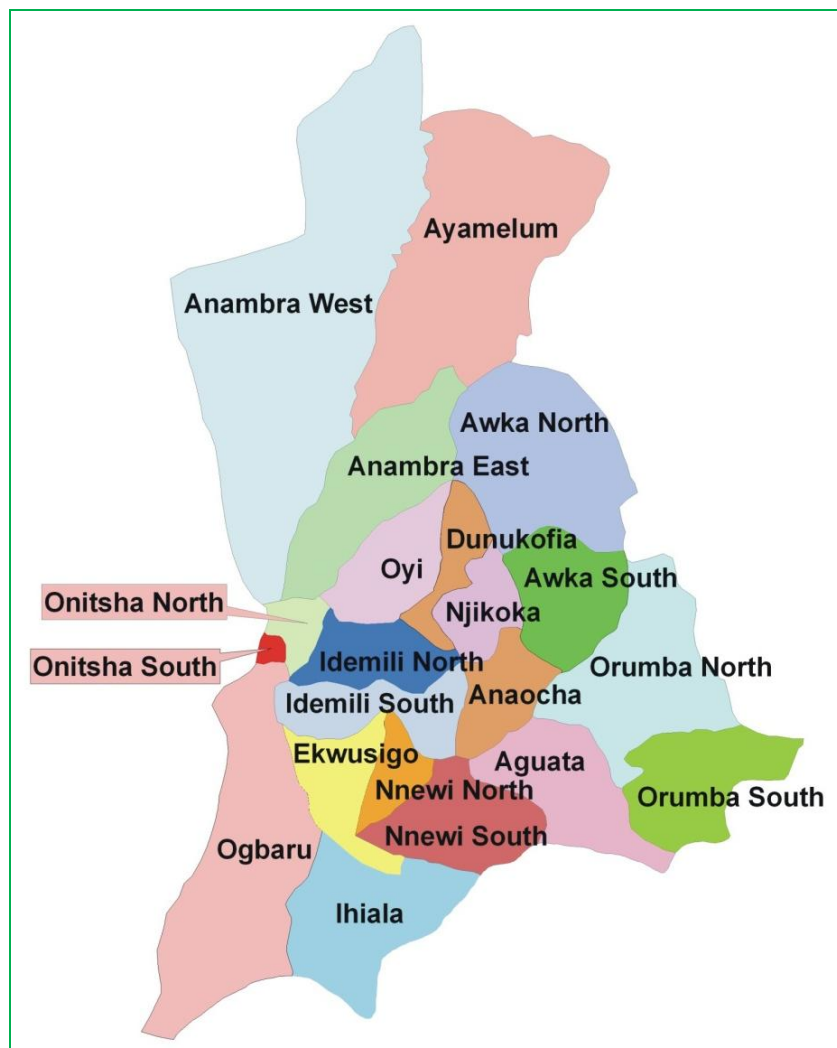 Ayamelum
Anambra West
Awka North
Anambra East
Dunukofia
Oyi
Awka South
Onitsha North
Njikoka
Onitsha South
Idemili North
Orumba North
Anaocha
Idemili South
Ekwusigo
Aguata
Nnewi North
Orumba South
Nnewi South
Ogbaru
Ihiala